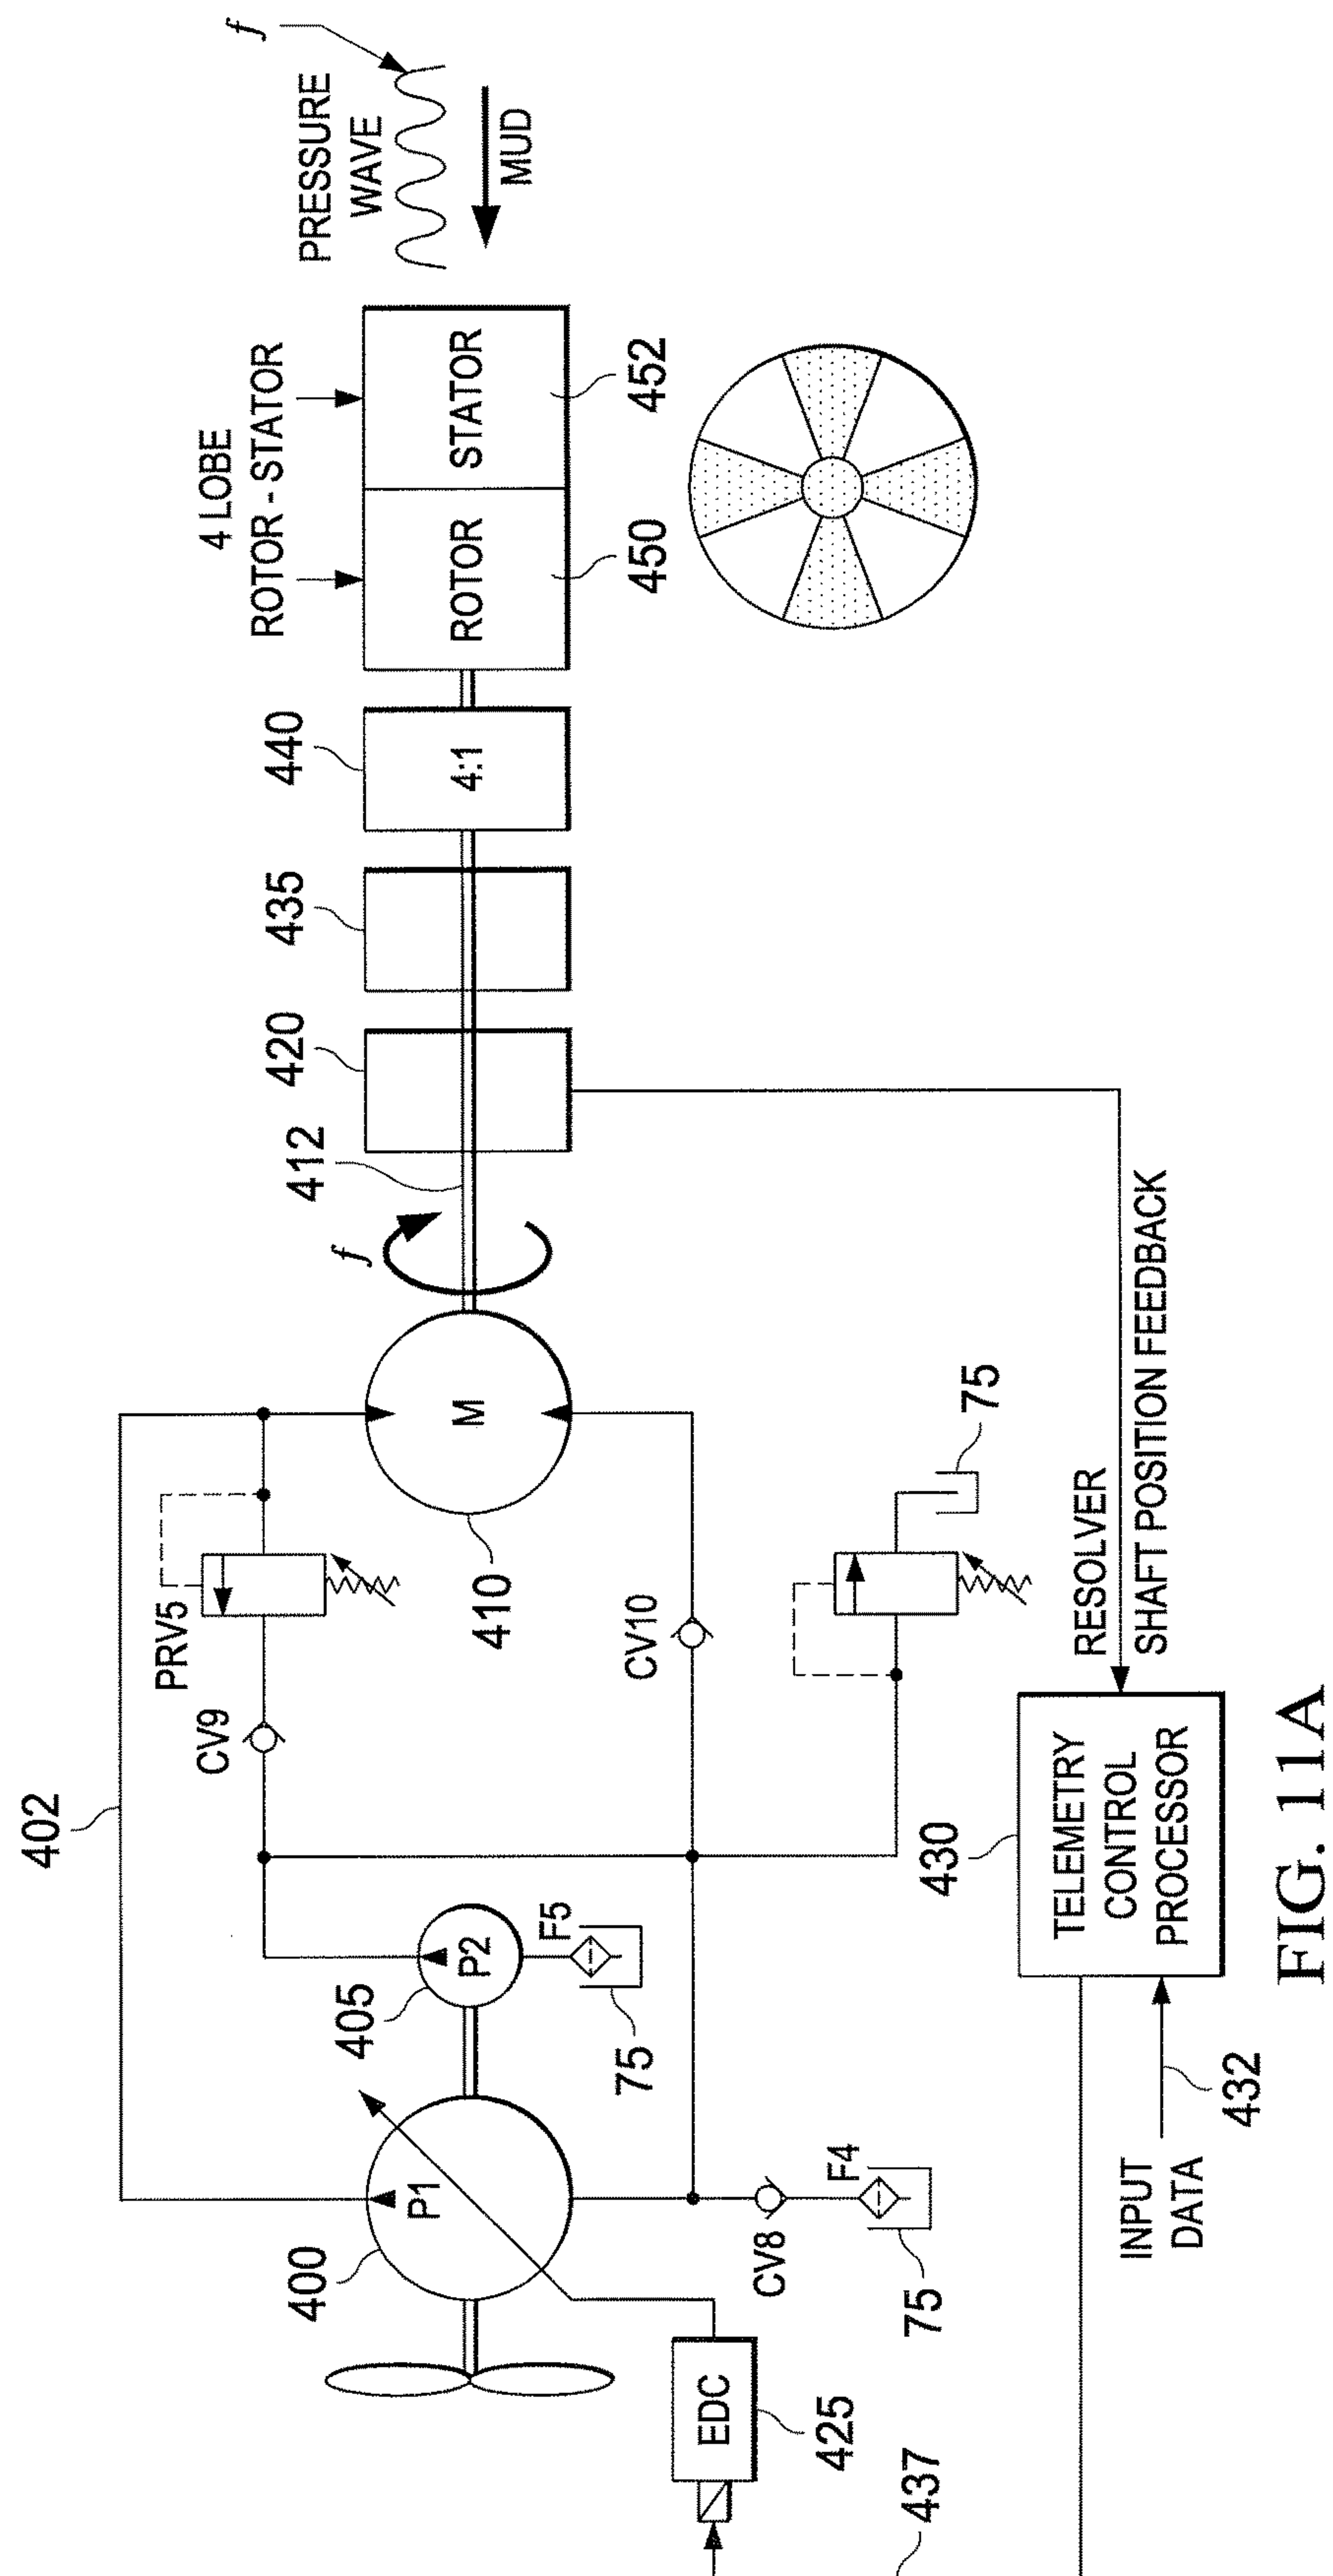 f
PRESSURE
WAVE
MUD
4 LOBE
ROTOR - STATOR
STATOR
452
ROTOR
450
440
4:1
435
420
412
f
402
PRV5
CV9
M
410
CV10
75
RESOLVER
SHAFT POSITION FEEDBACK
P2
405
F5
75
P1
400
CV8
F4
75
EDC
425
437
430
TELEMETRY
CONTROL
PROCESSOR
INPUT
DATA
432
FIG. 11A